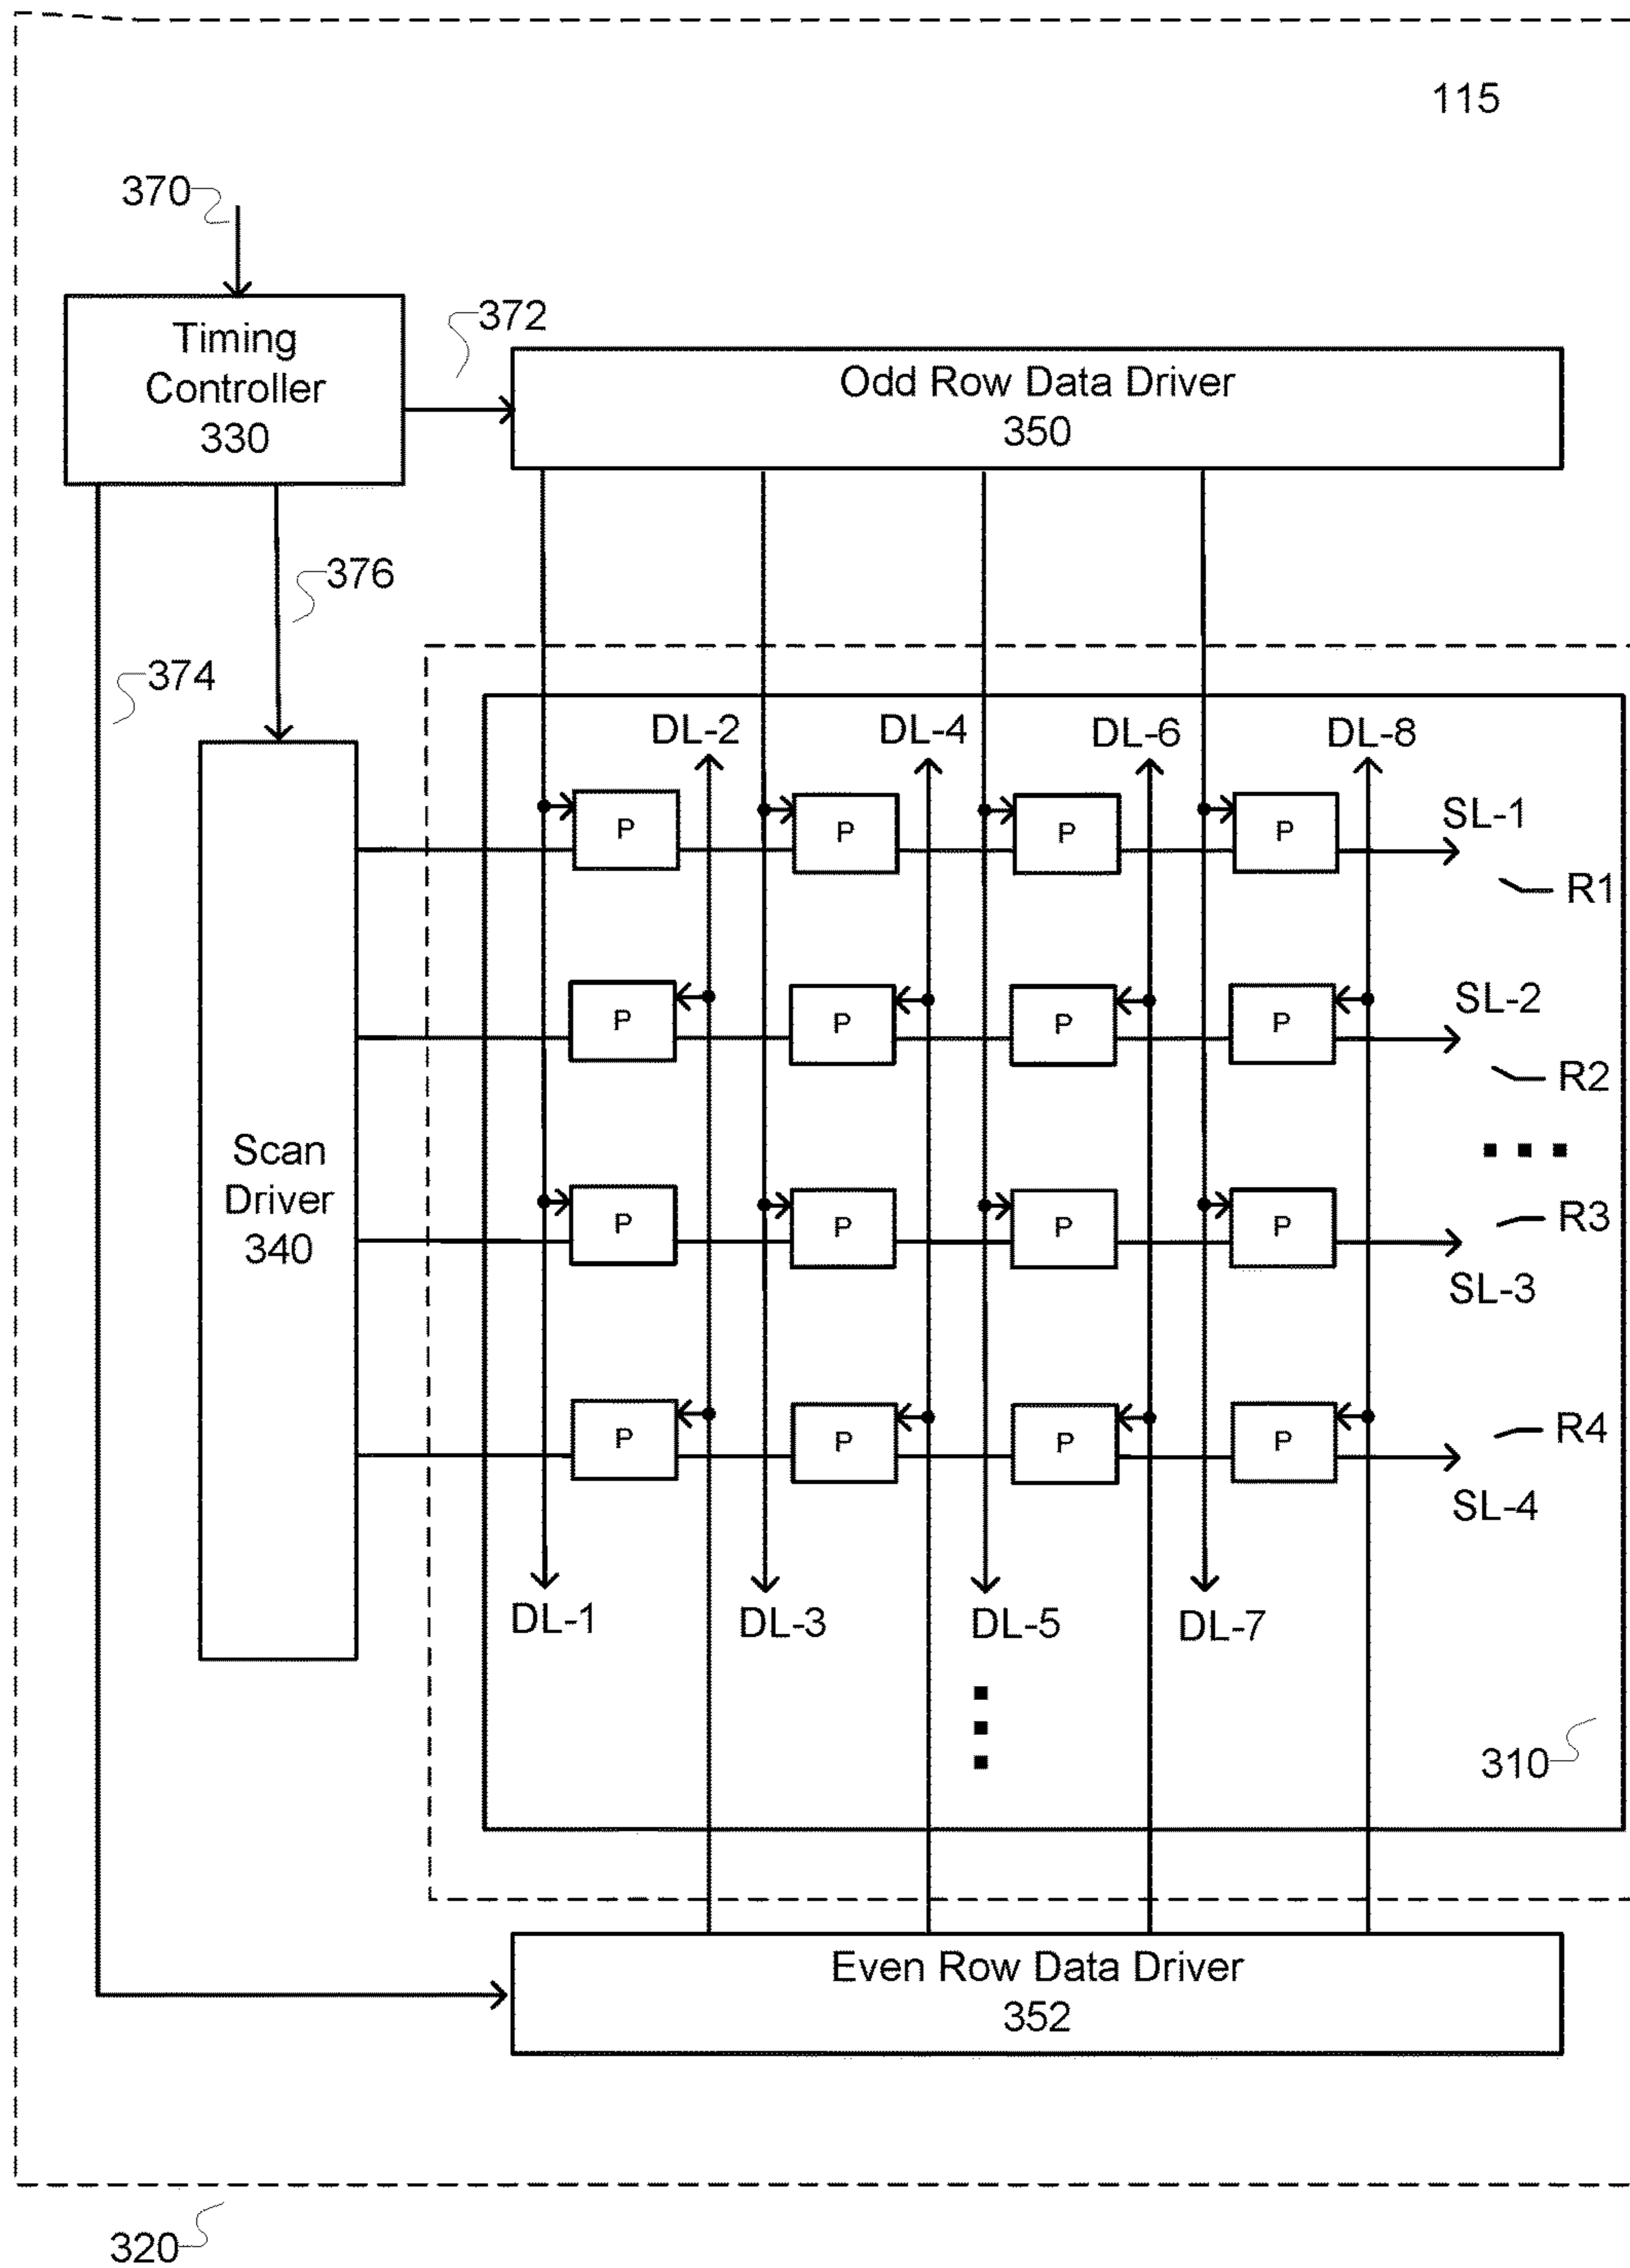 115
370
Timing
Controller
330
372
Odd Row Data Driver
350
376
374
DL-2 DL-4 DL-6 DL-8
P P P P
SL-1
R1
P P P P
SL-2
R2
Scan
Driver
340
P P P P
R3
SL-3
P P P P
R4
SL-4
DL-1 DL-3 DL-5 DL-7
310
Even Row Data Driver
352
320